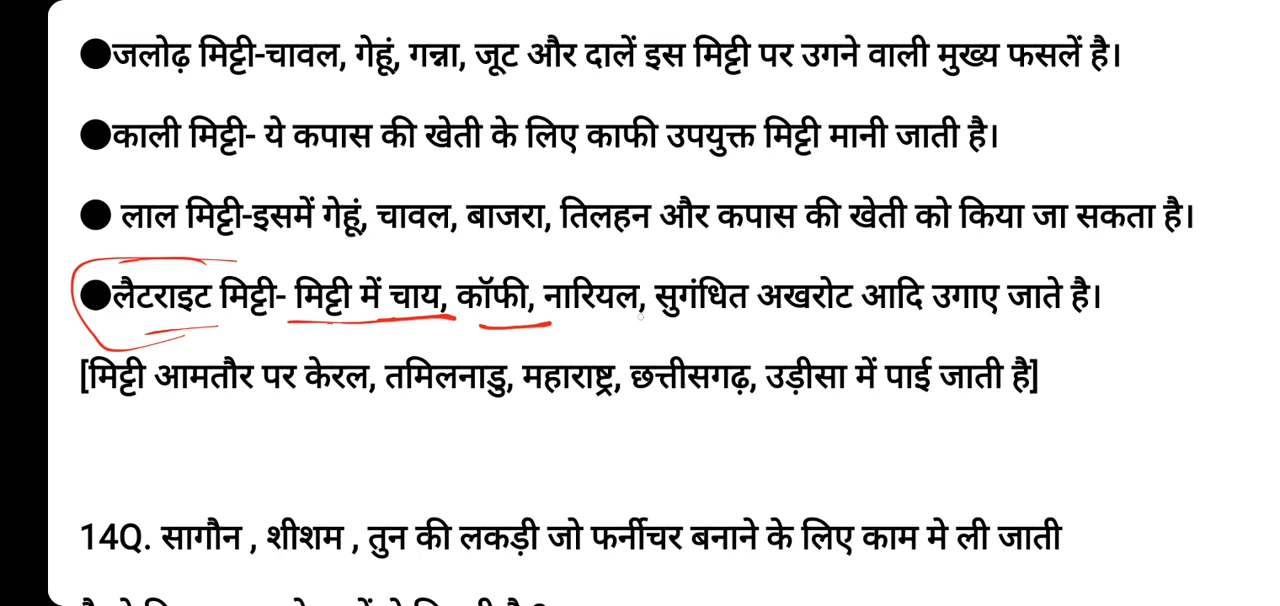 ●जलोढ़ मिट्टी-चावल, गेहूं, गन्ना, जूट और दालें इस मिट्टी पर उगने वाली मुख्य फसलें है।
●काली मिट्टी- ये कपास की खेती के लिए काफी उपयुक्त मिट्टी मानी जाती है।
● लाल मिट्टी-इसमें गेहूं, चावल, बाजरा, तिलहन और कपास की खेती को किया जा सकता है।
●लैटराइट मिट्टी- मिट्टी में चाय, कॉफी, नारियल, सुगंधित अखरोट आदि उगाए जाते है।
[मिट्टी आमतौर पर केरल, तमिलनाडु, महाराष्ट्र, छत्तीसगढ़, उड़ीसा में पाई जाती है]
14Q. सागौन , शीशम , तुन की लकड़ी जो फर्नीचर बनाने के लिए काम मे ली जाती